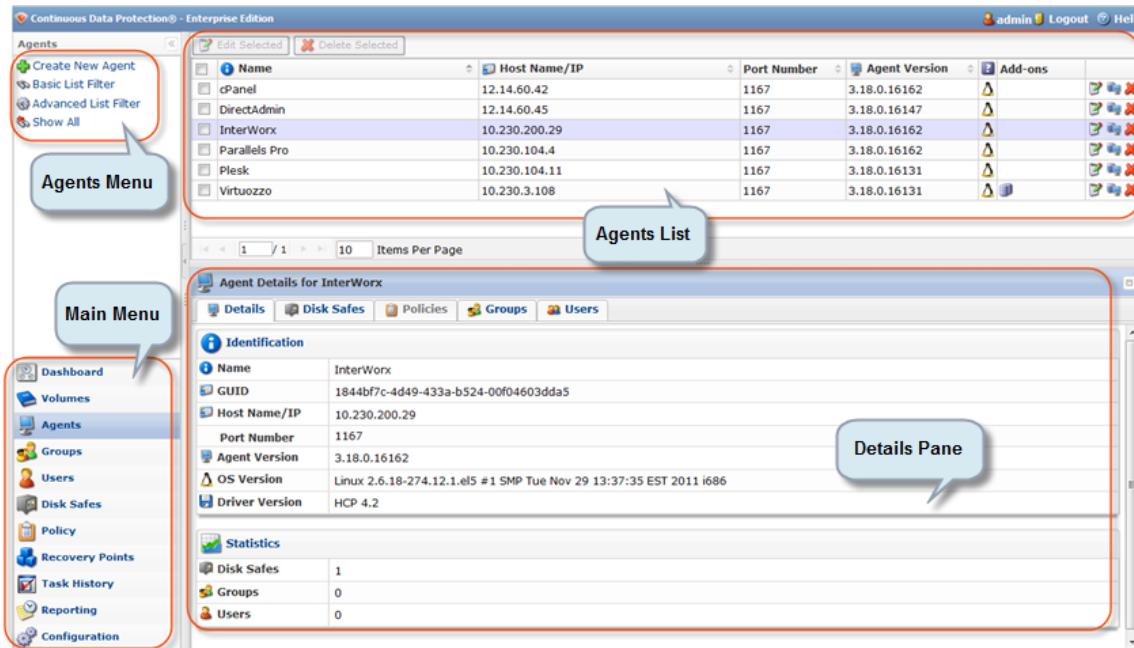 Continuous Data Protection® - Enterprise Edition
admin Logout Hel
Agents
Create New Agent
Basic List Filter
Advanced List Filter
Show All
Agents Menu
Edit Selected Delete Selected
Name Host Name/IP Port Number Agent Version Add-ons
cPanel 12.14.60.42 1167 3.18.0.16162
DirectAdmin 12.14.60.45 1167 3.18.0.16147
InterWorx 10.230.200.29 1167 3.18.0.16162
Parallels Pro 10.230.104.4 1167 3.18.0.16162
Plesk 10.230.104.11 1167 3.18.0.16131
Virtuozzo 10.230.3.108 1167 3.18.0.16131
Agents List
1 / 1 10 Items Per Page
Main Menu
Dashboard
Volumes
Agents
Groups
Users
Disk Safes
Policy
Recovery Points
Task History
Reporting
Configuration
Agent Details for InterWorx
Details Disk Safes Policies Groups Users
Identification
Name InterWorx
GUID 1844bf7c-4d49-433a-b524-00f04603dda5
Host Name/IP 10.230.200.29
Port Number 1167
Agent Version 3.18.0.16162
OS Version Linux 2.6.18-274.12.1.el5 #1 SMP Tue Nov 29 13:37:35 EST 2011 i686
Driver Version HCP 4.2
Details Pane
Statistics
Disk Safes 1
Groups 0
Users 0